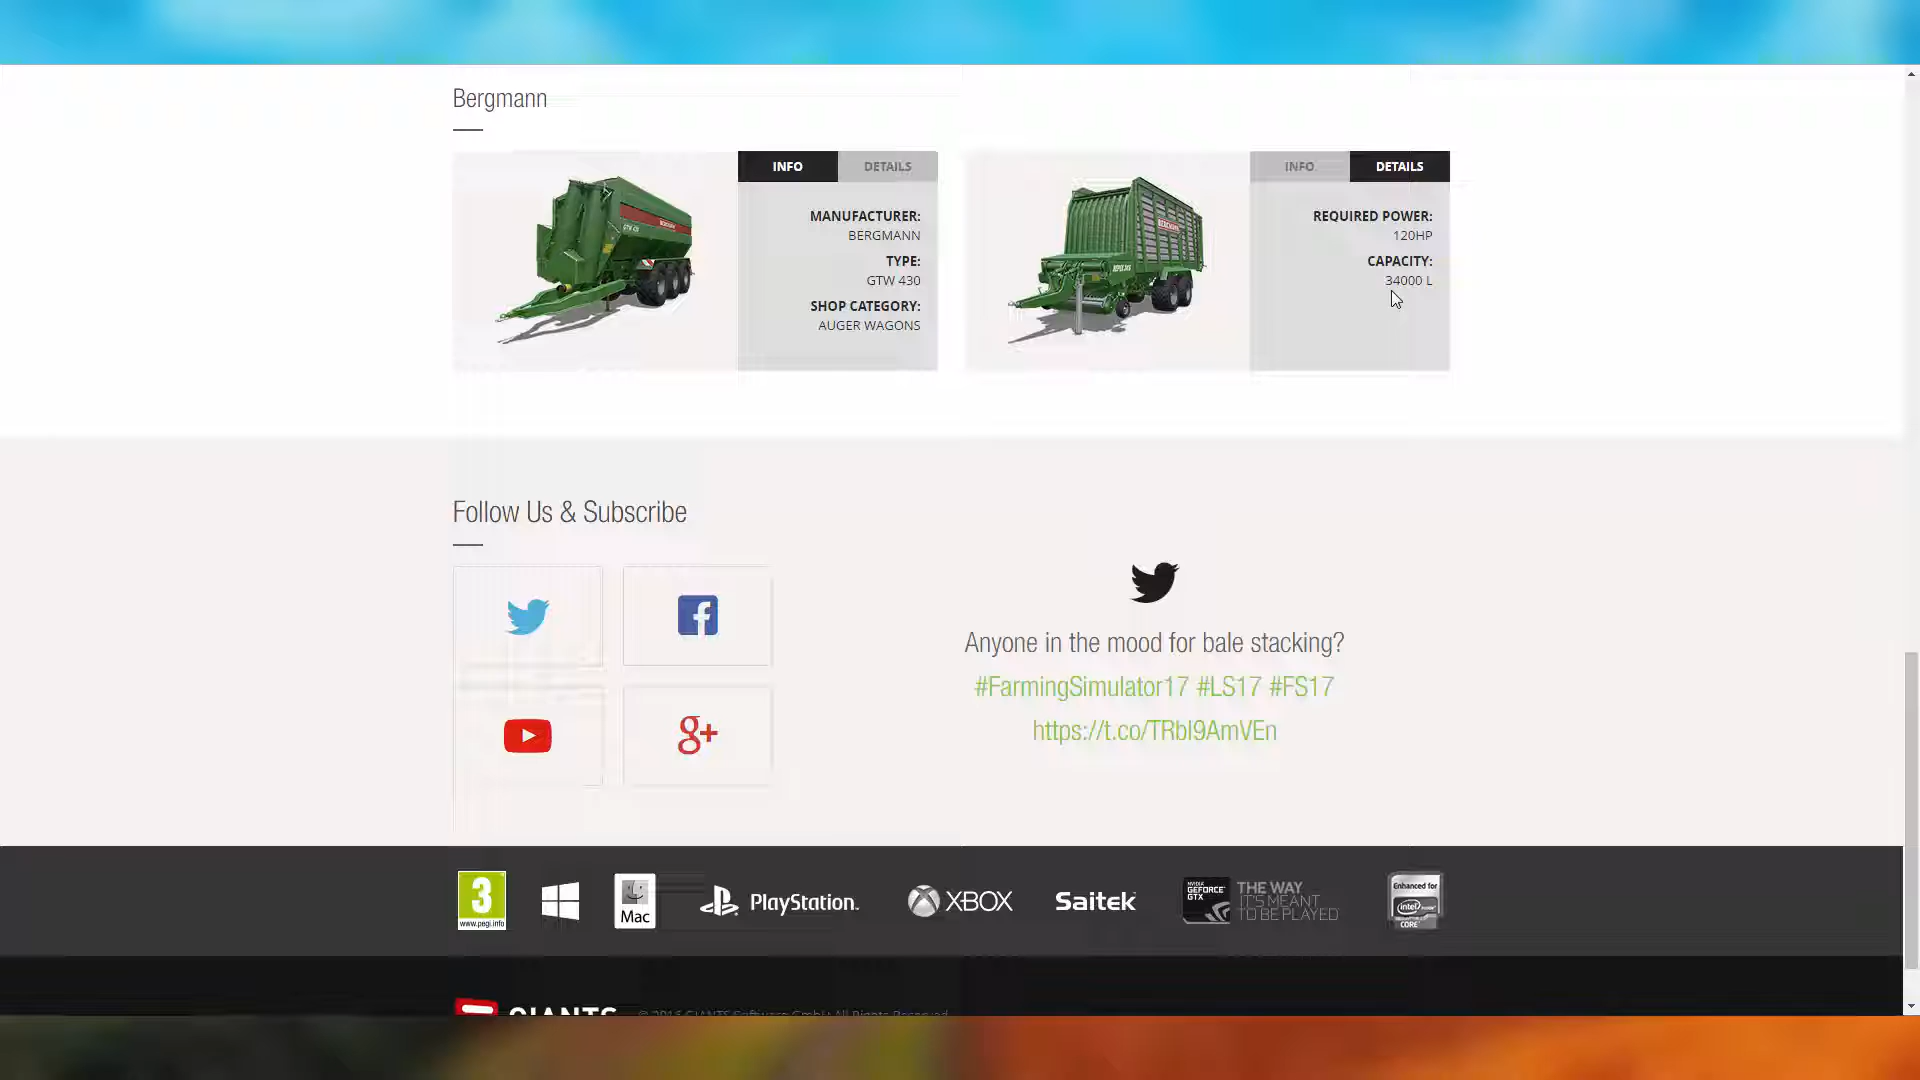 Bergmann
INFO
DETAILS
MANUFACTURER:
BERGMANN
TYPE:
GTW 430
SHOP CATEGORY:
AUGER WAGONS
INFO
DETAILS
REQUIRED POWER:
120HP
CAPACITY:
34000 L
Follow Us & Subscribe
Anyone in the mood for bale stacking?
#FarmingSimulator17 #LS17 #FS17
https://t.co/TRbI9AmVEn
3
www.pegi.info
Mac
PlayStation.
XBOX
Saitek
NVIDIA
GEFORCE
GTX
THE WAY
IT'S MEANT
TO BE PLAYED
Enhanced for
intel
CORE
GIANTS
© 2016 GIANTS Software GmbH All Rights Reserved